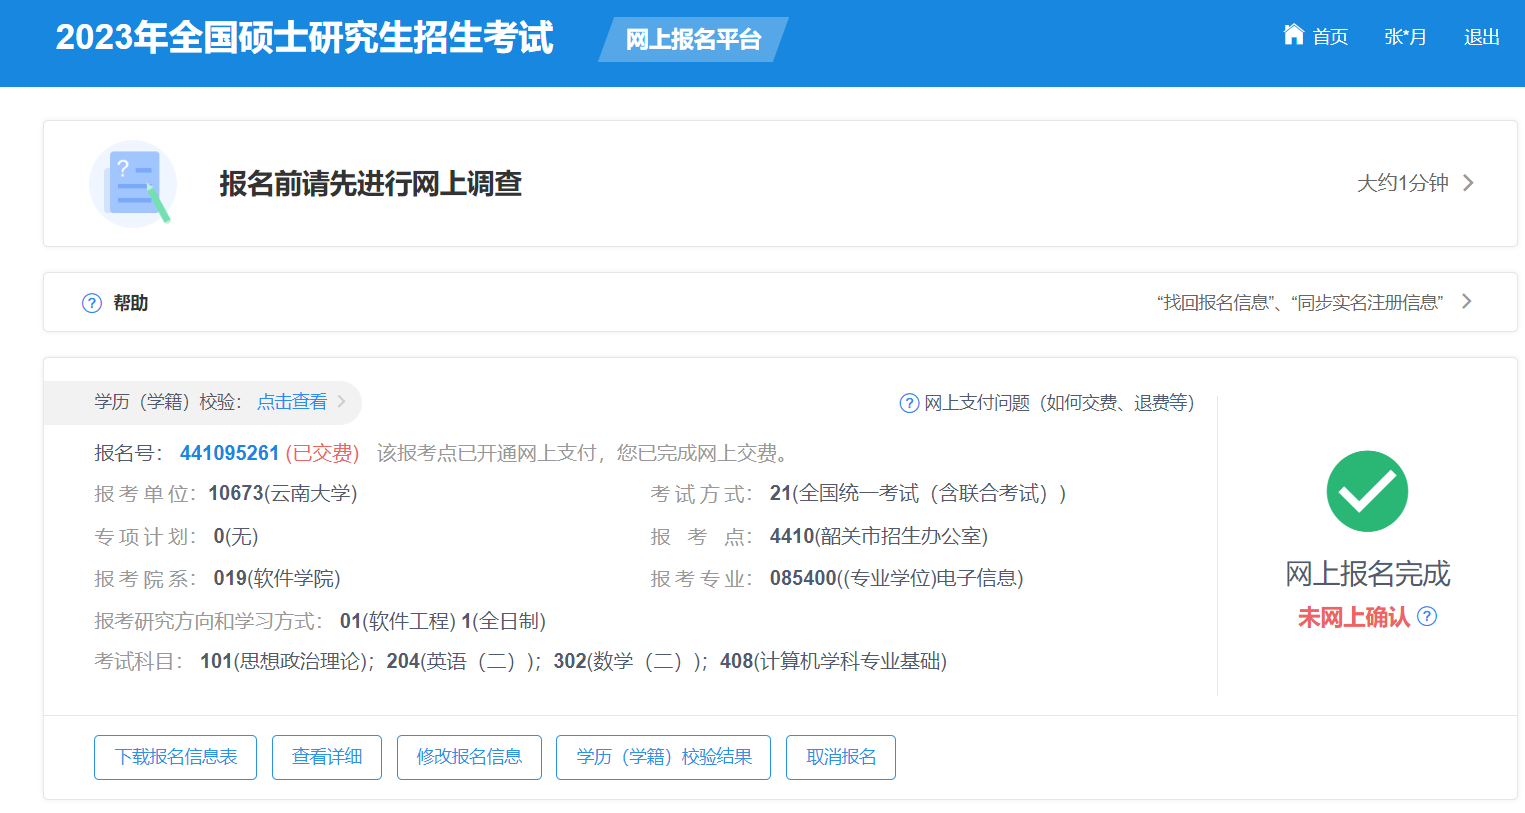 2023年全国硕士研究生招生考试 网上报名平台 首页 张*月 退出
报名前请先进行网上调查 大约1分钟
? 帮助 “找回报名信息”、“同步实名注册信息”
学历（学籍）校验： 点击查看 ? 网上支付问题（如何交费、退费等）
报名号： 441095261 (已交费) 该报考点已开通网上支付，您已完成网上交费。
报考单位： 10673(云南大学) 考试方式： 21(全国统一考试（含联合考试）)
专项计划： 0(无) 报 考 点： 4410(韶关市招生办公室)
报考院系： 019(软件学院) 报考专业： 085400((专业学位)电子信息)
报考研究方向和学习方式： 01(软件工程) 1(全日制)
考试科目： 101(思想政治理论)；204(英语（二）)；302(数学（二）)；408(计算机学科专业基础)
网上报名完成
未网上确认 ?
下载报名信息表 查看详细 修改报名信息 学历（学籍）校验结果 取消报名